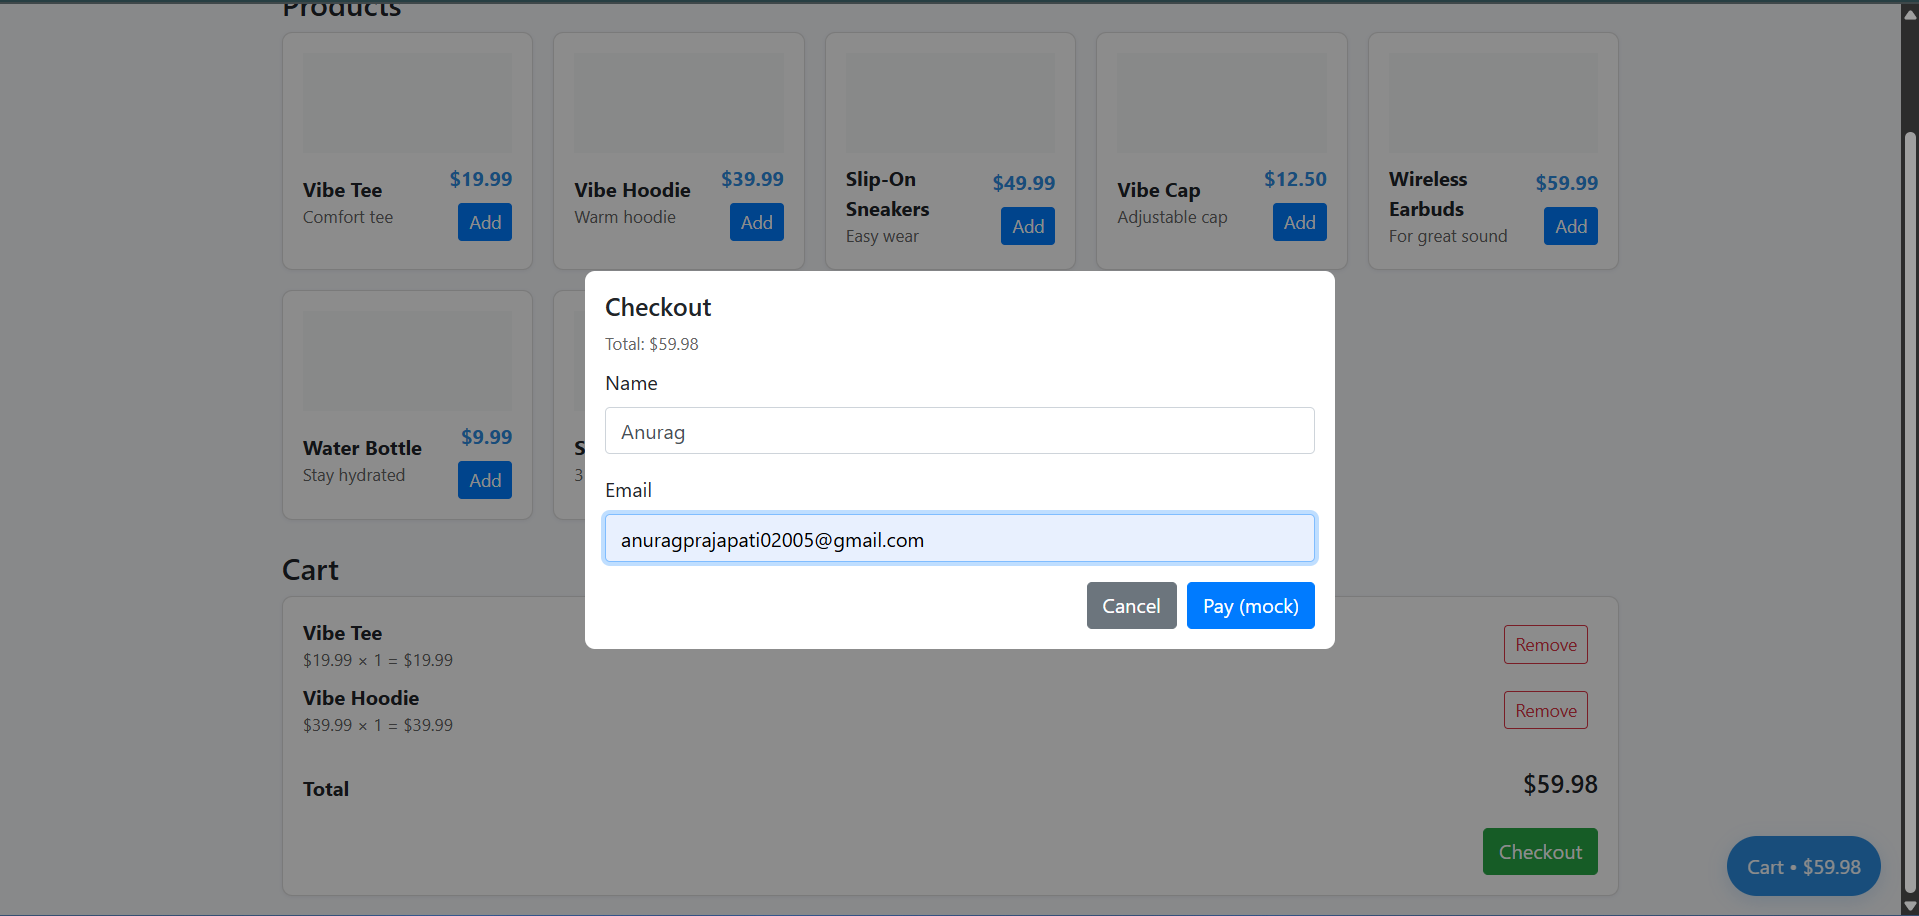 Products
Vibe Tee
Comfort tee
$19.99
Add
Vibe Hoodie
Warm hoodie
$39.99
Add
Slip-On
Sneakers
Easy wear
$49.99
Add
Vibe Cap
Adjustable cap
$12.50
Add
Wireless
Earbuds
For great sound
$59.99
Add
Water Bottle
Stay hydrated
$9.99
Add
S
3
Checkout
Total: $59.98
Name
Anurag
Email
anuragprajapati02005@gmail.com
Cancel
Pay (mock)
Cart
Vibe Tee
$19.99 × 1 = $19.99
Remove
Vibe Hoodie
$39.99 × 1 = $39.99
Remove
Total
$59.98
Checkout
Cart • $59.98